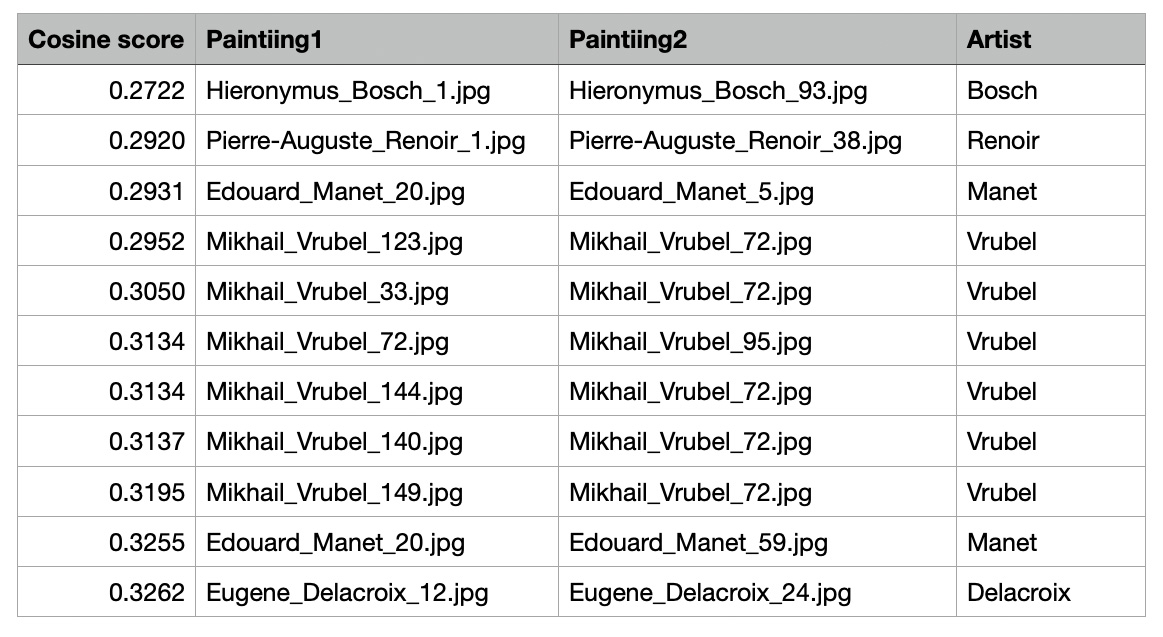 Cosine score Paintiing1 Paintiing2 Artist
0.2722 Hieronymus_Bosch_1.jpg Hieronymus_Bosch_93.jpg Bosch
0.2920 Pierre-Auguste_Renoir_1.jpg Pierre-Auguste_Renoir_38.jpg Renoir
0.2931 Edouard_Manet_20.jpg Edouard_Manet_5.jpg Manet
0.2952 Mikhail_Vrubel_123.jpg Mikhail_Vrubel_72.jpg Vrubel
0.3050 Mikhail_Vrubel_33.jpg Mikhail_Vrubel_72.jpg Vrubel
0.3134 Mikhail_Vrubel_72.jpg Mikhail_Vrubel_95.jpg Vrubel
0.3134 Mikhail_Vrubel_144.jpg Mikhail_Vrubel_72.jpg Vrubel
0.3137 Mikhail_Vrubel_140.jpg Mikhail_Vrubel_72.jpg Vrubel
0.3195 Mikhail_Vrubel_149.jpg Mikhail_Vrubel_72.jpg Vrubel
0.3255 Edouard_Manet_20.jpg Edouard_Manet_59.jpg Manet
0.3262 Eugene_Delacroix_12.jpg Eugene_Delacroix_24.jpg Delacroix